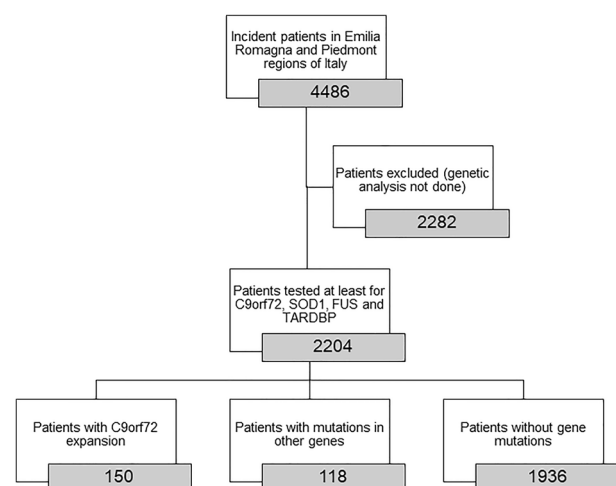 Incident patients in Emilia
Romagna and Piedmont
regions of Italy
4486
Patients excluded (genetic
analysis not done)
2282
Patients tested at least for
C9orf72, SOD1, FUS and
TARDBP
2204
Patients with C9orf72
expansion
150
Patients with mutations in
other genes
118
Patients without gene
mutations
1936